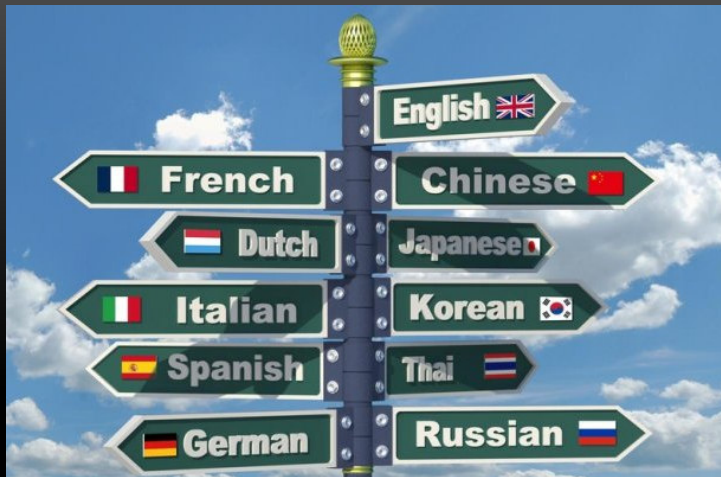 English
French
Chinese
Dutch
Japanese
Italian
Korean
Spanish
Thai
German
Russian